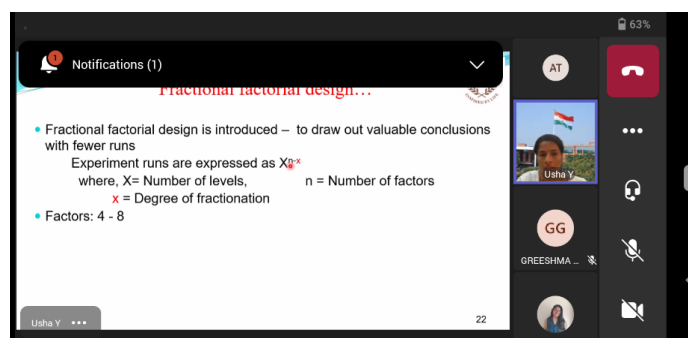 63%
1
Notifications (1)
Fractional factorial design…
• Fractional factorial design is introduced – to draw out valuable conclusions
with fewer runs
Experiment runs are expressed as Xⁿ⁻ˣ
where, X= Number of levels, n = Number of factors
x = Degree of fractionation
• Factors: 4 - 8
22
Usha Y •••
AT
Usha Y
GG
GREESHMA ...